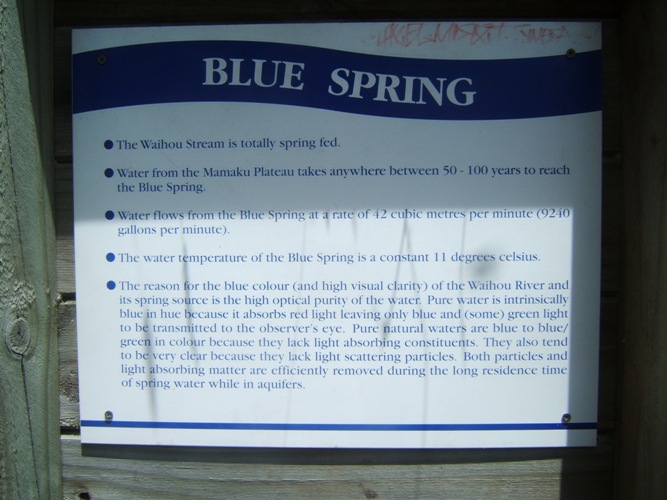 BLUE SPRING
● The Waihou Stream is totally spring fed.
● Water from the Mamaku Plateau takes anywhere between 50 - 100 years to reach
the Blue Spring.
● Water flows from the Blue Spring at a rate of 42 cubic metres per minute (9240
gallons per minute).
● The water temperature of the Blue Spring is a constant 11 degrees celsius.
● The reason for the blue colour (and high visual clarity) of the Waihou River and
its spring source is the high optical purity of the water. Pure water is intrinsically
blue in hue because it absorbs red light leaving only blue and (some) green light
to be transmitted to the observer's eye. Pure natural waters are blue to blue/
green in colour because they lack light absorbing constituents. They also tend
to be very clear because they lack light scattering particles. Both particles and
light absorbing matter are efficiently removed during the long residence time
of spring water while in aquifers.